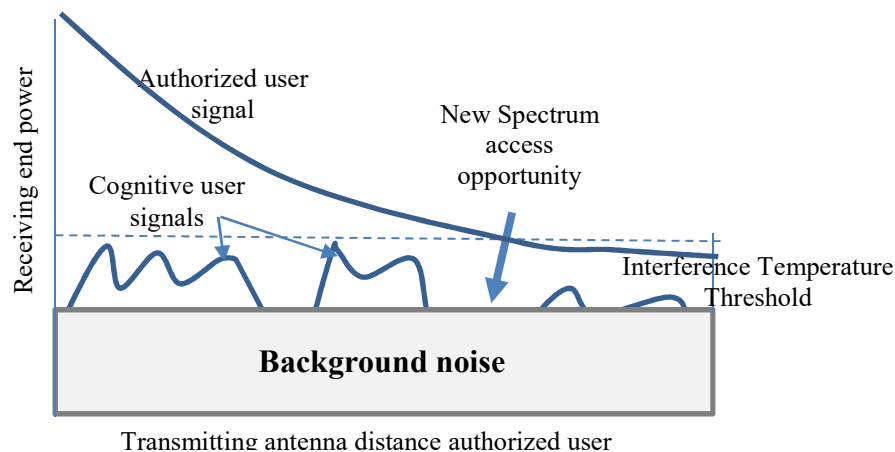 Receiving end power
Authorized user
signal
New Spectrum
access
opportunity
Cognitive user
signals
Interference Temperature
Threshold
Background noise
Transmitting antenna distance authorized user